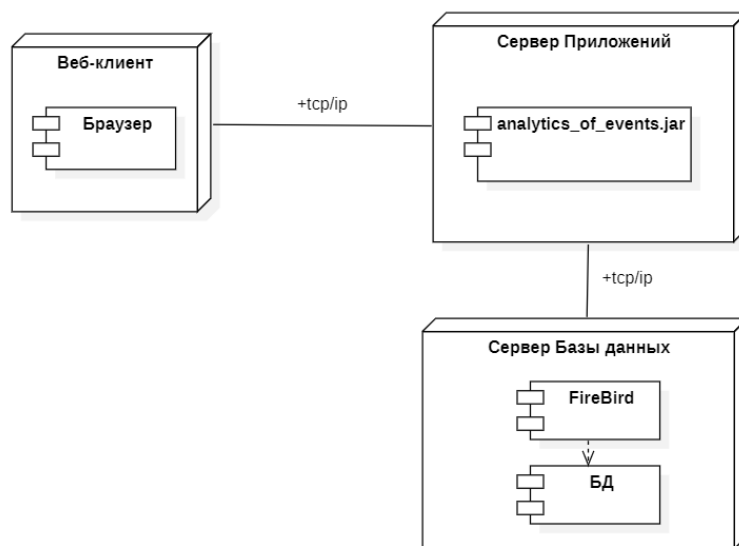 Веб-клиент
Браузер
+tcp/ip
Сервер Приложений
analytics_of_events.jar
+tcp/ip
Сервер Базы данных
FireBird
БД